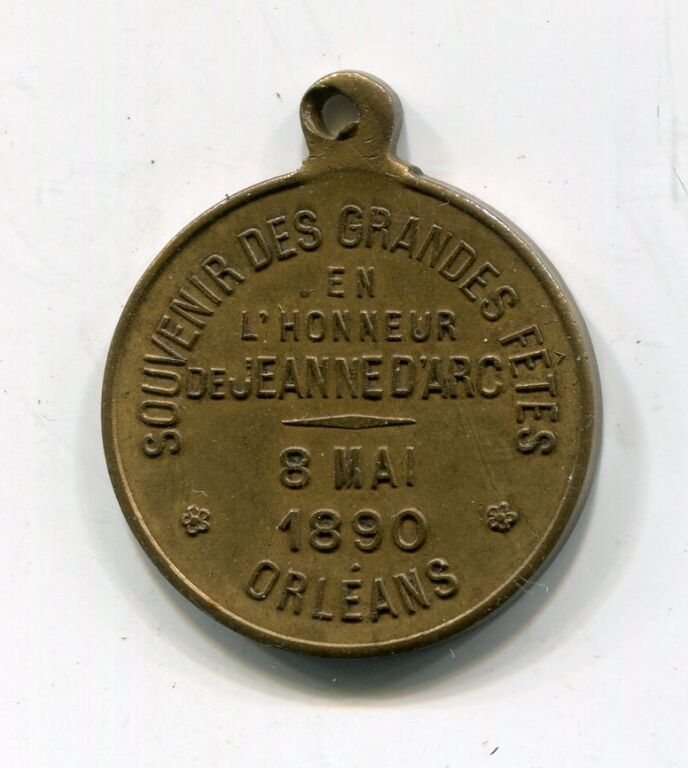 SOUVENIR DES GRANDES FÊTES
EN
L'HONNEUR
DE JEANNE D'ARC
8 MAI
1890
ORLÉANS